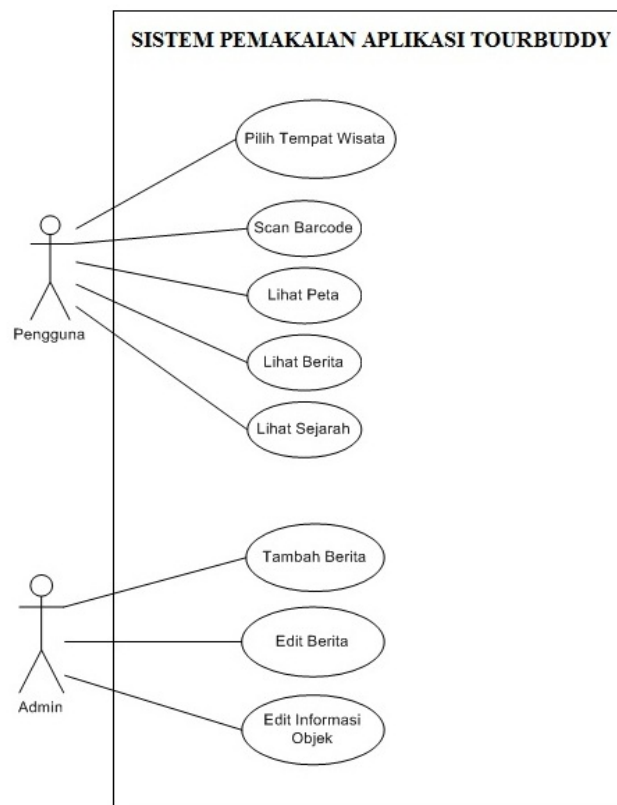 SISTEM PEMAKAIAN APLIKASI TOURBUDDY
Pilih Tempat Wisata
Scan Barcode
Lihat Peta
Pengguna
Lihat Berita
Lihat Sejarah
Tambah Berita
Edit Berita
Admin
Edit Informasi
Objek